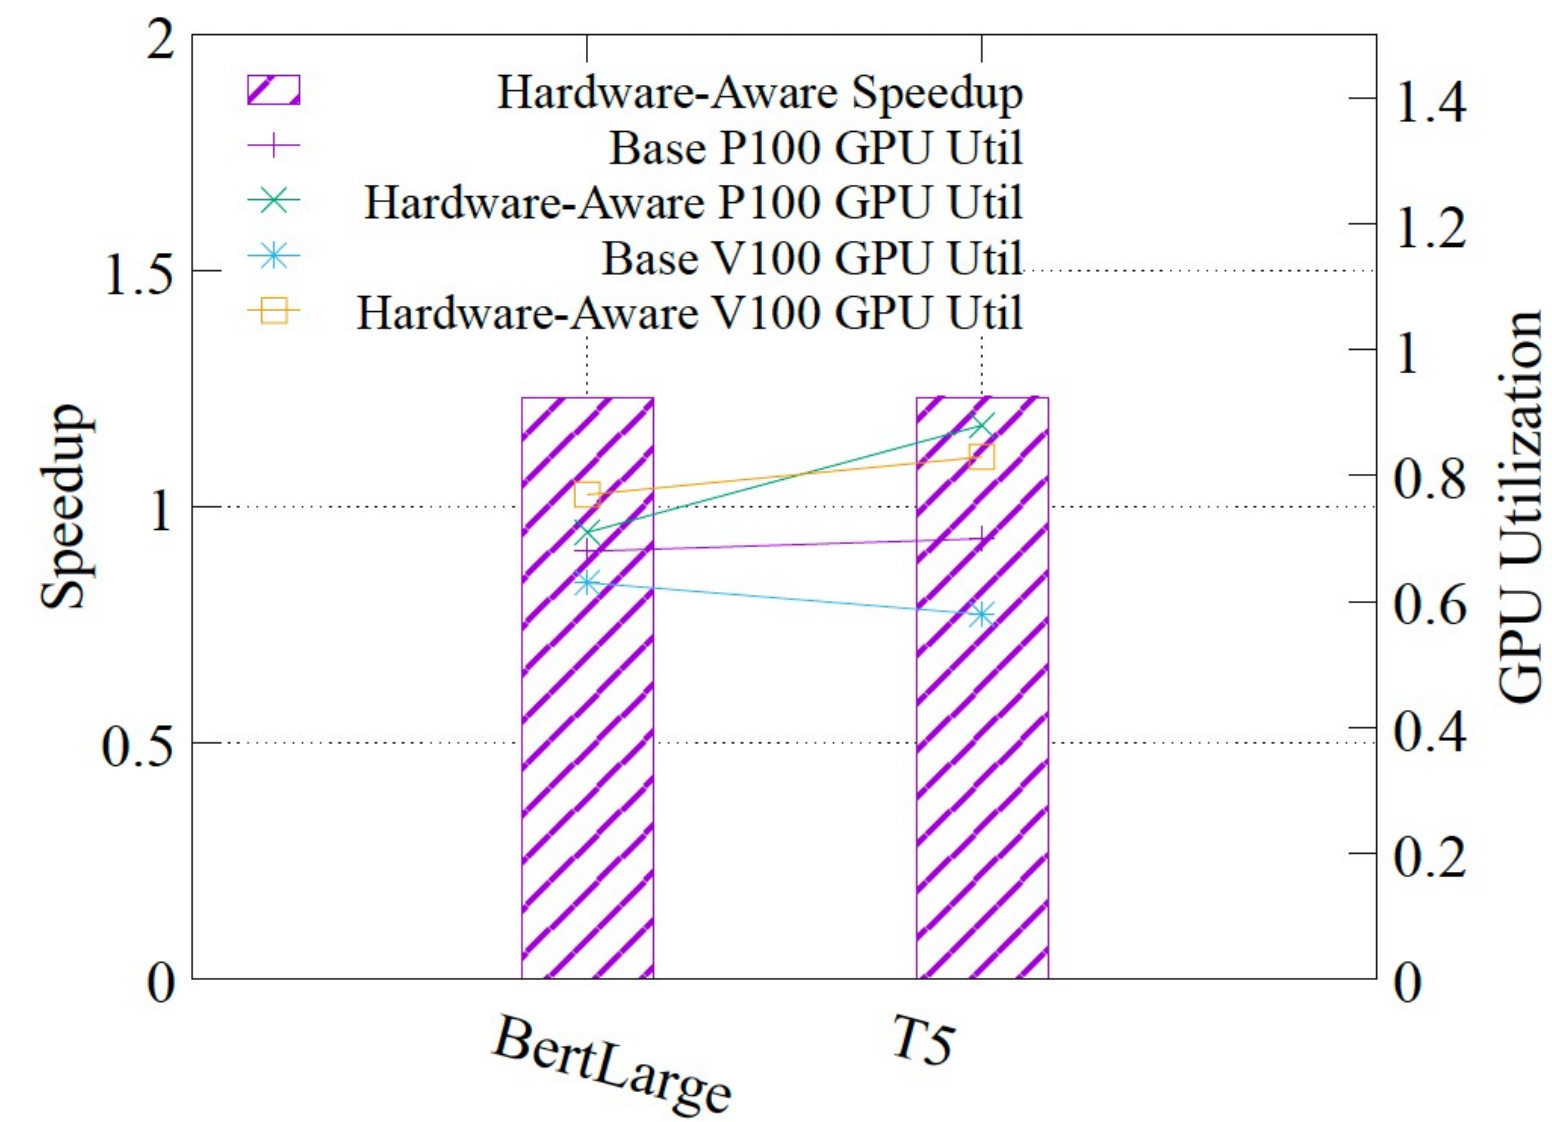 2
1.5
1
0.5
0
Speedup
Hardware-Aware Speedup
Base P100 GPU Util
Hardware-Aware P100 GPU Util
Base V100 GPU Util
Hardware-Aware V100 GPU Util
1.4
1.2
1
0.8
0.6
0.4
0.2
0
GPU Utilization
BertLarge
T5